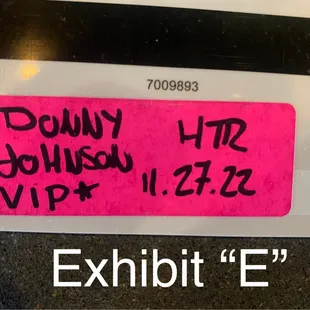 7009893
DONNY HTR
JOHNSON
VIP* 11.27.22
Exhibit “E”